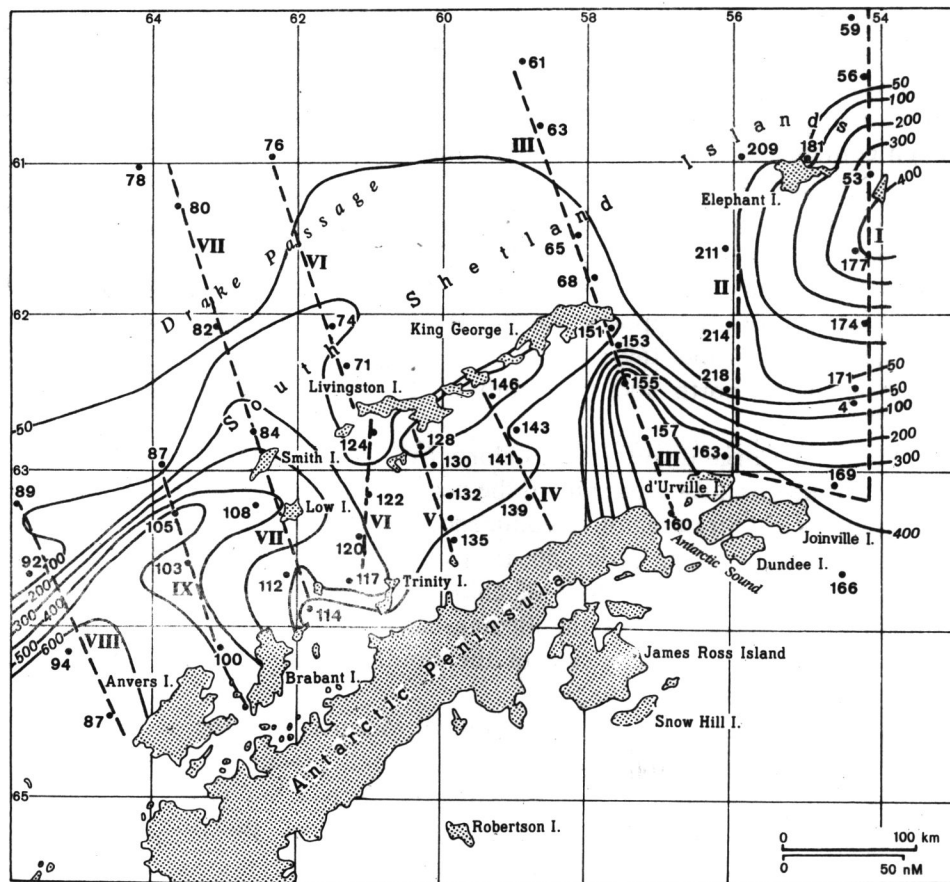 64 62 60 58 56 54
59
61
56
50
100
200
300
400
63
76
III
61
78
209
181
53
South Shetland Islands
Elephant I.
80
VII
Drake Passage
VI
65
211
I
177
68
II
62
82
74
King George I.
151
153
214
174
71
Livingston I.
146
155
218
171
50
50
4
100
84
124
128
143
157
200
87
Smith I.
130
141
163
300
63
89
122
132
139
III
d'Urville I.
169
105
108
Low I.
VI
V
IV
160
400
VII
120
135
Joinville I.
Antarctic Sound
Dundee I.
92
100
200
300
400
500
600
103
IX
112
117
Trinity I.
166
114
VIII
94
100
James Ross Island
Anvers I.
Brabant I.
Antarctic Peninsula
87
Snow Hill I.
65
Robertson I.
0 100 km
0 50 nM